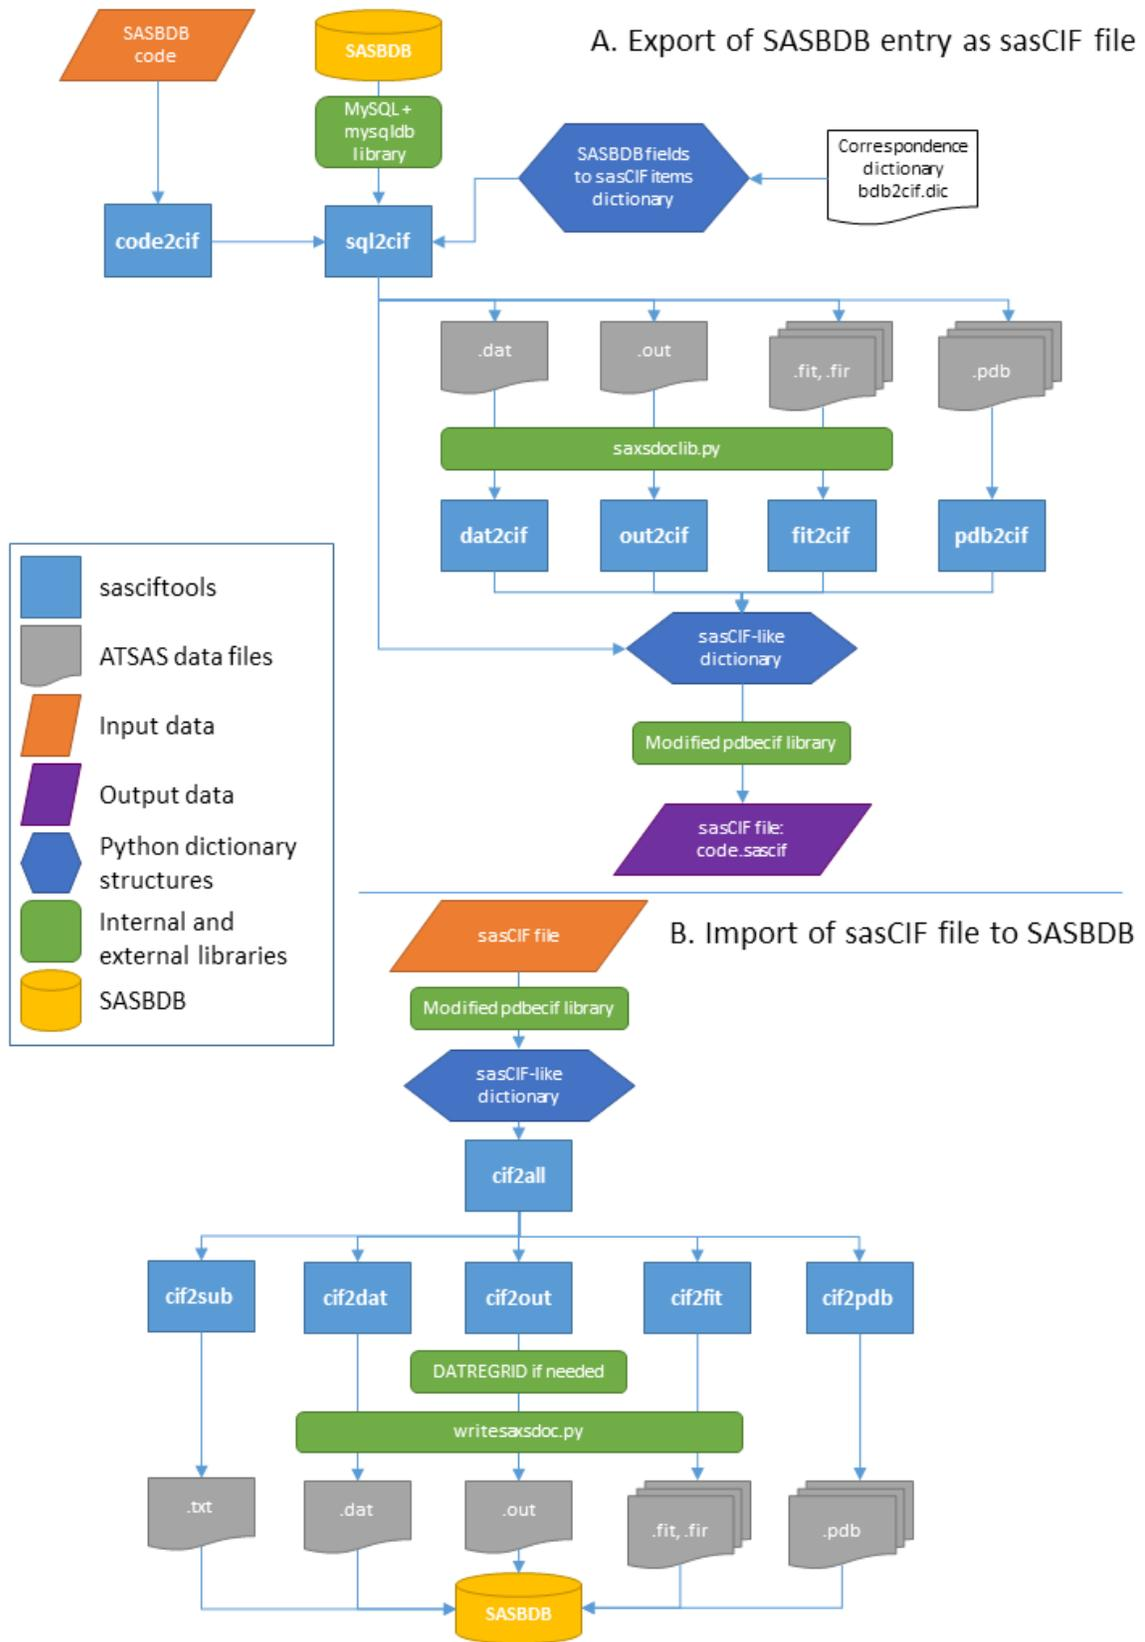 SASBDB
code
SASBDB
A. Export of SASBDB entry as sasCIF file
MySQL +
mysqldb
library
SASBDB fields
to sasCIF items
dictionary
Correspondence
dictionary
bdb2cif.dic
code2cif
sql2cif
.dat
.out
.fit, .fir
.pdb
saxsdoclib.py
dat2cif
out2cif
fit2cif
pdb2cif
sasCIF-like
dictionary
Modified pdbecif library
sasCIF file:
code.sascif
sasciftools
ATSAS data files
Input data
Output data
Python dictionary
structures
Internal and
external libraries
SASBDB
B. Import of sasCIF file to SASBDB
sasCIF file
Modified pdbecif library
sasCIF-like
dictionary
cif2all
cif2sub
cif2dat
cif2out
cif2fit
cif2pdb
DATREGRID if needed
writesaxsdoc.py
.txt
.dat
.out
.fit, .fir
.pdb
SASBDB